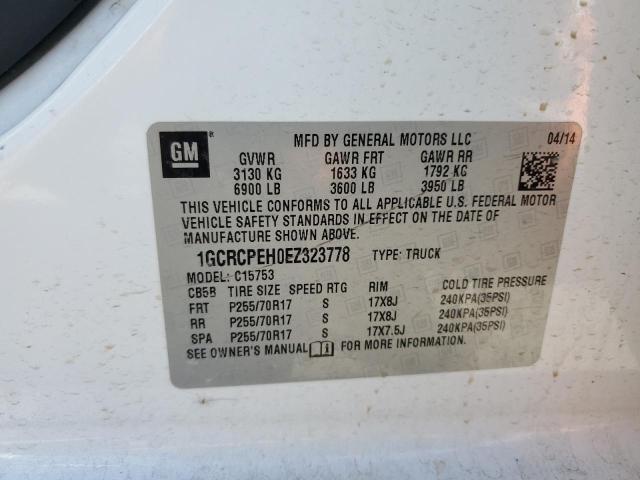 GM ® MFD BY GENERAL MOTORS LLC 04/14
GVWR GAWR FRT GAWR RR
3130 KG 1633 KG 1792 KG
6900 LB 3600 LB 3950 LB
THIS VEHICLE CONFORMS TO ALL APPLICABLE U.S. FEDERAL MOTOR
VEHICLE SAFETY STANDARDS IN EFFECT ON THE DATE OF
MANUFACTURE SHOWN ABOVE.
1GCRCPEH0EZ323778 TYPE: TRUCK
MODEL: C15753
CB5B TIRE SIZE SPEED RTG RIM COLD TIRE PRESSURE
FRT P255/70R17 S 17X8J 240KPA(35PSI)
RR P255/70R17 S 17X8J 240KPA(35PSI)
SPA P255/70R17 S 17X7.5J 240KPA(35PSI)
SEE OWNER'S MANUAL FOR MORE INFORMATION.